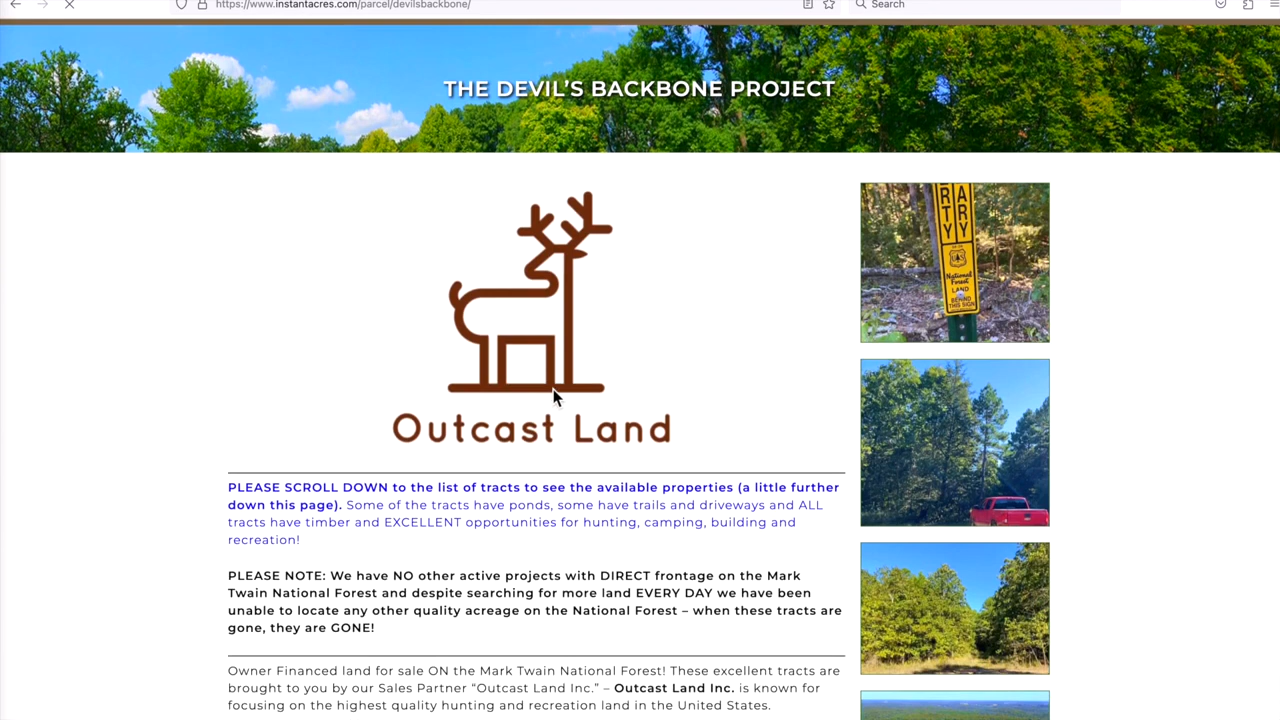 https://www.instantacres.com/parcel/devilsbackbone/
Search
THE DEVIL'S BACKBONE PROJECT
RTY
ARY
National
Forest
LAND
BEHIND
THIS SIGN
Outcast Land
PLEASE SCROLL DOWN to the list of tracts to see the available properties (a little further
down this page). Some of the tracts have ponds, some have trails and driveways and ALL
tracts have timber and EXCELLENT opportunities for hunting, camping, building and
recreation!
PLEASE NOTE: We have NO other active projects with DIRECT frontage on the Mark
Twain National Forest and despite searching for more land EVERY DAY we have been
unable to locate any other quality acreage on the National Forest – when these tracts are
gone, they are GONE!
Owner Financed land for sale ON the Mark Twain National Forest! These excellent tracts are
brought to you by our Sales Partner “Outcast Land Inc.” – Outcast Land Inc. is known for
focusing on the highest quality hunting and recreation land in the United States.